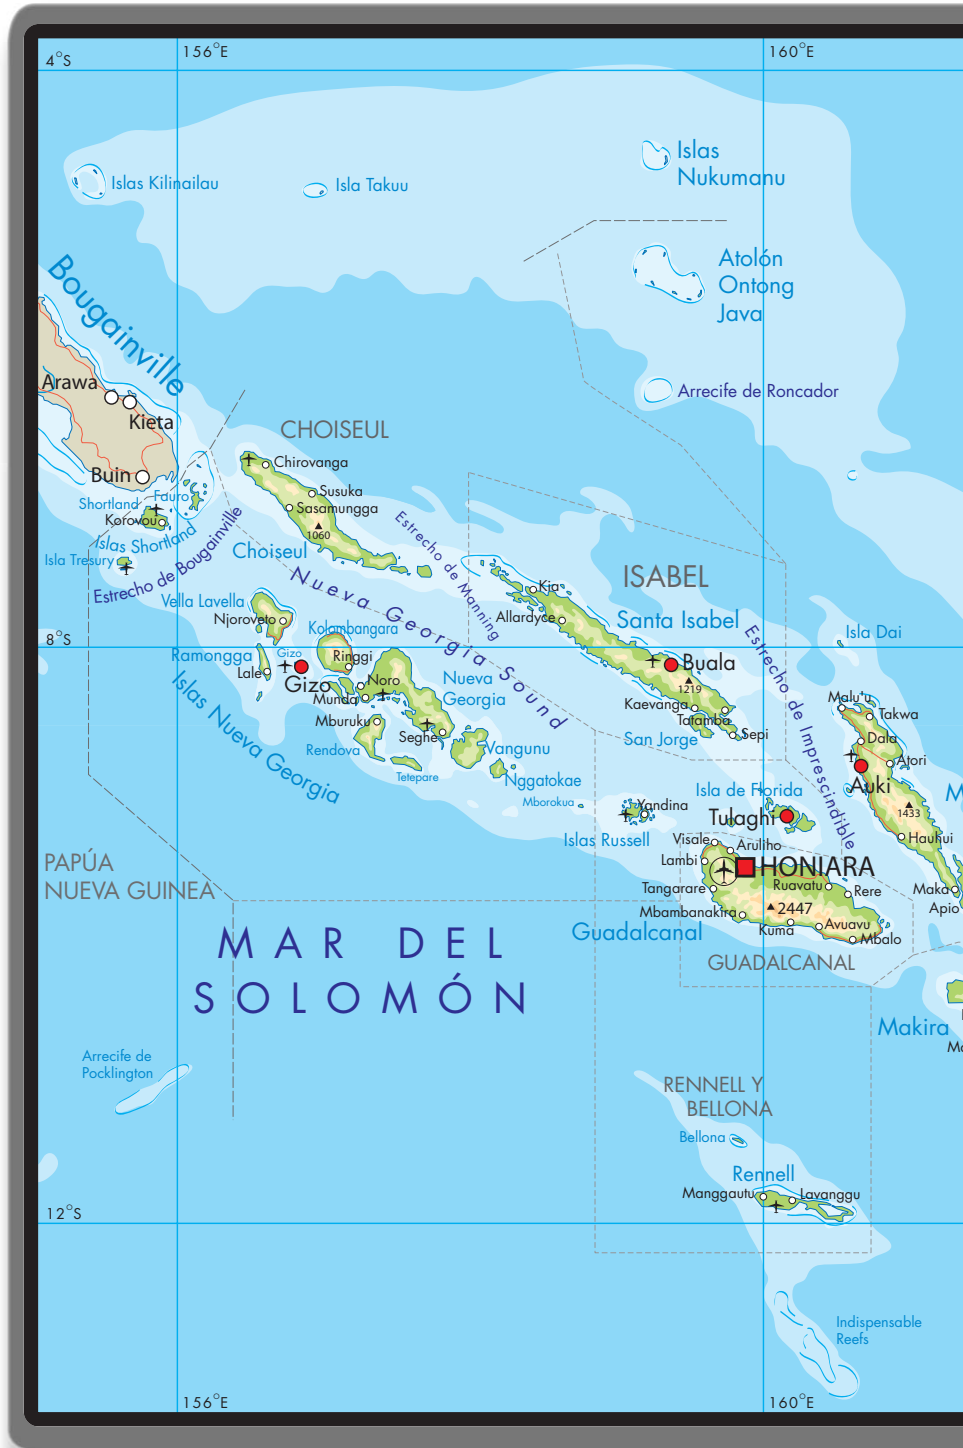 156°E
160°E
4°S
Islas
Nukumanu
Islas Kilinailau
Isla Takuu
Atolón
Ontong
Java
Bougainville
Arawa
Kieta
Arrecife de Roncador
CHOISEUL
Buin
Chirovanga
Shortland
Fauro
Susuka
Sasamungga
Korovou
1060
Islas Shortland
Choiseul
Estrecho de Manning
Isla Tresury
Estrecho de Bougainville
Nueva Georgia Sound
ISABEL
Kia
Vella Lavella
Allardyce
Santa Isabel
Njoroveto
Kolombangara
8°S
Isla Dai
Ramongga
Gizo
Ringgi
Buala
Lale
Gizo
Noro
Nueva
Georgia
1219
Munda
Kaevanga
Malu'u
Islas Nueva Georgia
Mburuku
Tatamba
Takwa
Seghe
San Jorge
Sepi
Dala
Rendova
Vangunu
Estrecho de Imprescindible
Atori
Tetepare
Nggatokae
Auki
Isla de Florida
M
Mborokua
Yandina
Tulaghi
1433
Islas Russell
Visale
Aruliho
Hauhui
PAPÚA
NUEVA GUINEA
Lambi
HONIARA
Tangarare
Ruavatu
Rere
Maka
Mbambanakira
2447
Apio
Guadalcanal
Kuma
Avuavu
Mbalo
MAR DEL
SOLOMÓN
GUADALCANAL
Makira
Arrecife de
Pocklington
RENNELL Y
BELLONA
Bellona
Rennell
Manggautu
Lavanggu
12°S
Indispensable
Reefs
156°E
160°E